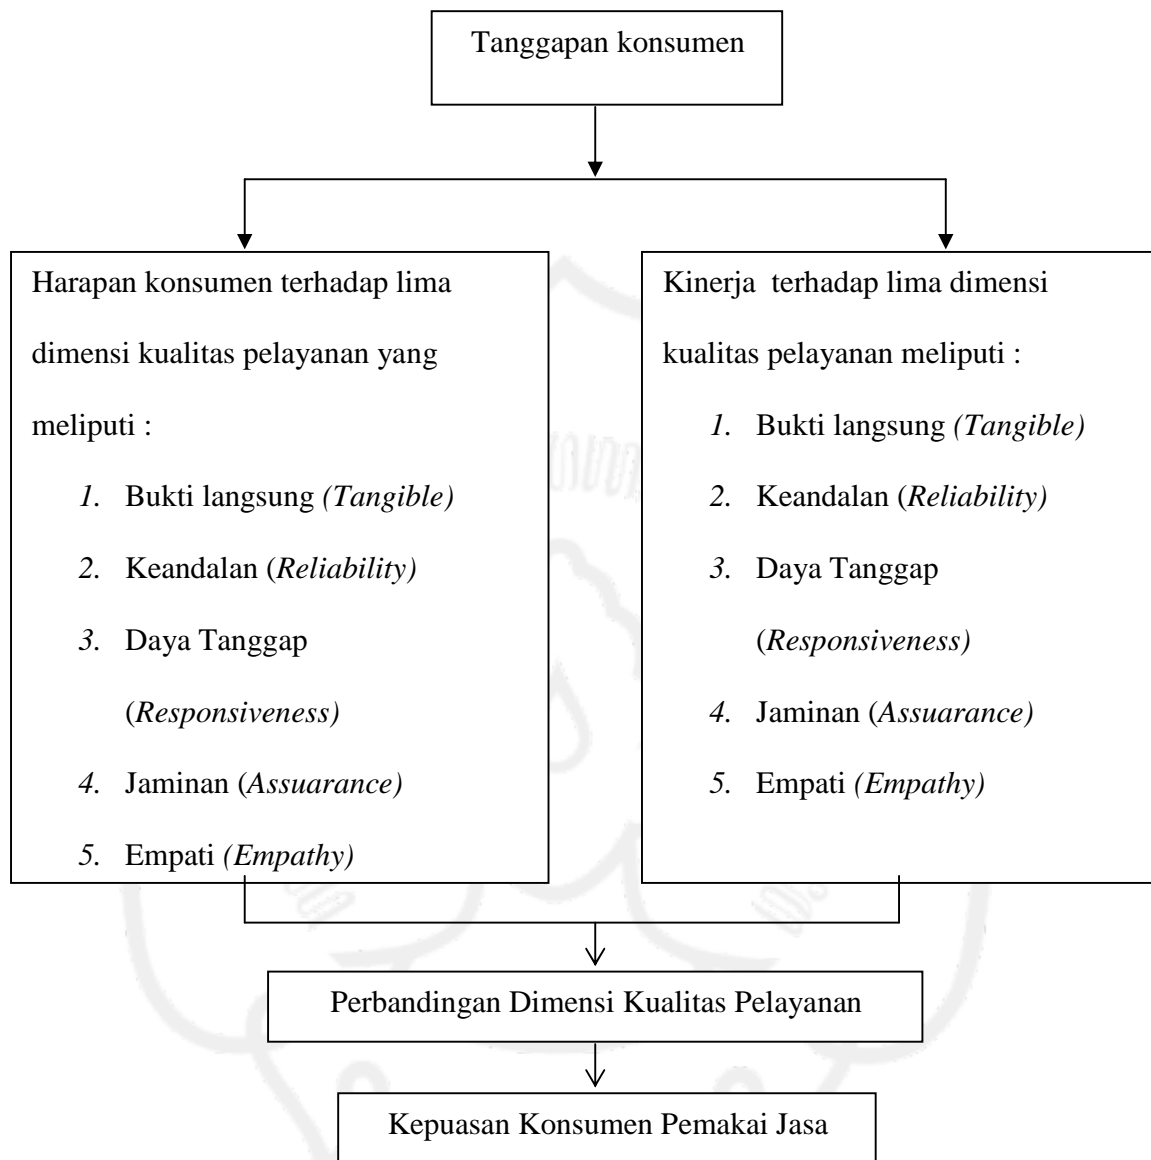 Tanggapan konsumen
Harapan konsumen terhadap lima
dimensi kualitas pelayanan yang
meliputi :
1. Bukti langsung (Tangible)
2. Keandalan (Reliability)
3. Daya Tanggap
(Responsiveness)
4. Jaminan (Assuarance)
5. Empati (Empathy)
Kinerja terhadap lima dimensi
kualitas pelayanan meliputi :
1. Bukti langsung (Tangible)
2. Keandalan (Reliability)
3. Daya Tanggap
(Responsiveness)
4. Jaminan (Assuarance)
5. Empati (Empathy)
Perbandingan Dimensi Kualitas Pelayanan
Kepuasan Konsumen Pemakai Jasa